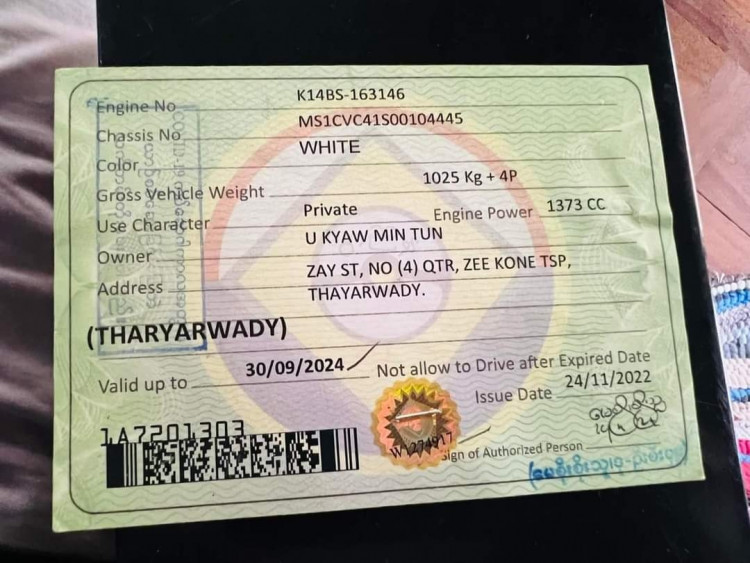 Engine No K14BS-163146
Chassis No MS1CVC41S00104445
Color WHITE
Gross Vehicle Weight 1025 Kg + 4P
Use Character Private Engine Power 1373 CC
Owner U KYAW MIN TUN
Address ZAY ST, NO (4) QTR, ZEE KONE TSP,
THAYARWADY.
(THARYARWADY)
Valid up to 30/09/2024 Not allow to Drive after Expired Date
Issue Date 24/11/2022
1A7201303
Sign of Authorized Person